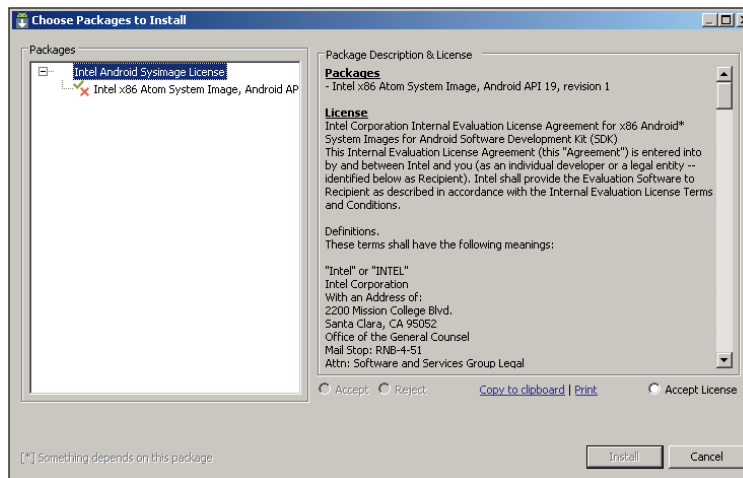 Choose Packages to Install
Packages
Intel Android Sysimage License
Intel x86 Atom System Image, Android AP
Package Description & License
Packages
- Intel x86 Atom System Image, Android API 19, revision 1
License
Intel Corporation Internal Evaluation License Agreement for x86 Android*
System Images for Android Software Development Kit (SDK)
This Internal Evaluation License Agreement (this "Agreement") is entered into
by and between Intel and you (as an individual developer or a legal entity --
identified below as Recipient). Intel shall provide the Evaluation Software to
Recipient as described in accordance with the Internal Evaluation License Terms
and Conditions.
Definitions.
These terms shall have the following meanings:
"Intel" or "INTEL"
Intel Corporation
With an Address of:
2200 Mission College Blvd.
Santa Clara, CA 95052
Office of the General Counsel
Mail Stop: RNB-4-51
Attn: Software and Services Group Legal
Accept Reject Copy to clipboard | Print Accept License
[*] Something depends on this package
Install Cancel